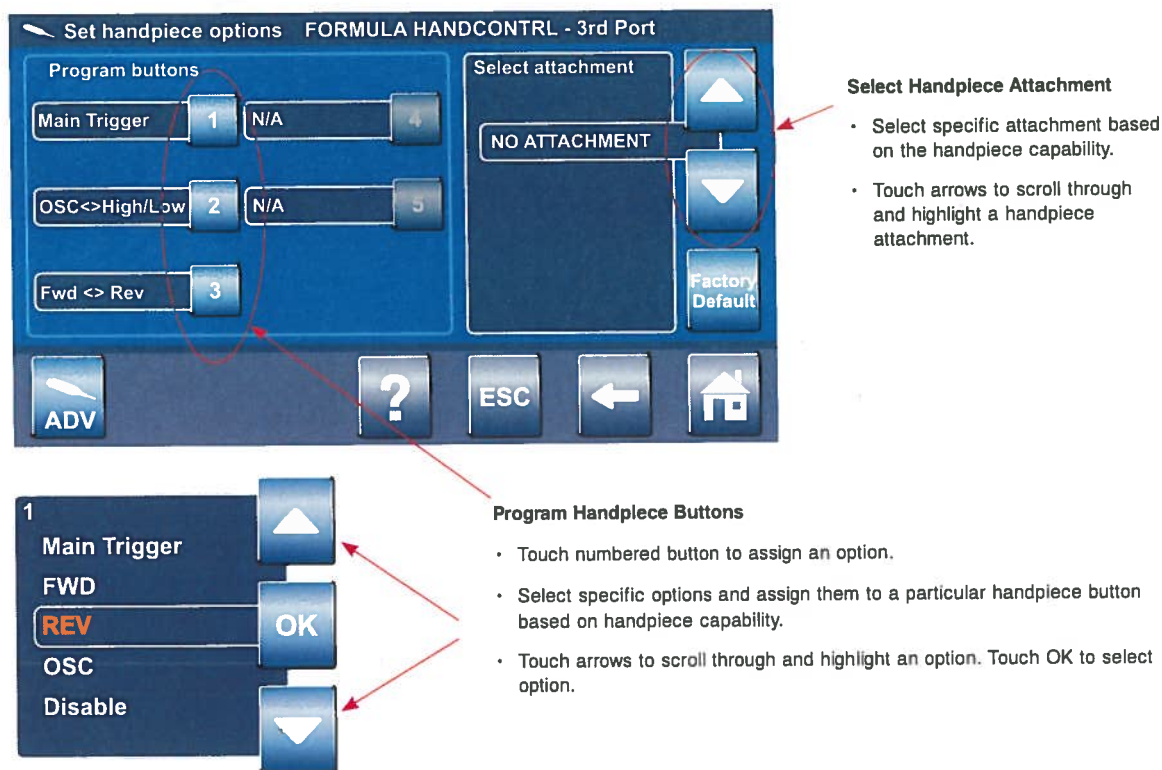 Set handpiece options FORMULA HANDCONTRL - 3rd Port
Program buttons
Main Trigger 1 N/A 4
OSC<>High/Low 2 N/A 5
Fwd <> Rev 3
Select attachment
NO ATTACHMENT
Factory
Default
ADV
?
ESC
Select Handpiece Attachment
• Select specific attachment based
on the handpiece capability.
• Touch arrows to scroll through
and highlight a handpiece
attachment.
1
Main Trigger
FWD
REV
OSC
Disable
OK
Program Handpiece Buttons
• Touch numbered button to assign an option.
• Select specific options and assign them to a particular handpiece button
based on handpiece capability.
• Touch arrows to scroll through and highlight an option. Touch OK to select
option.